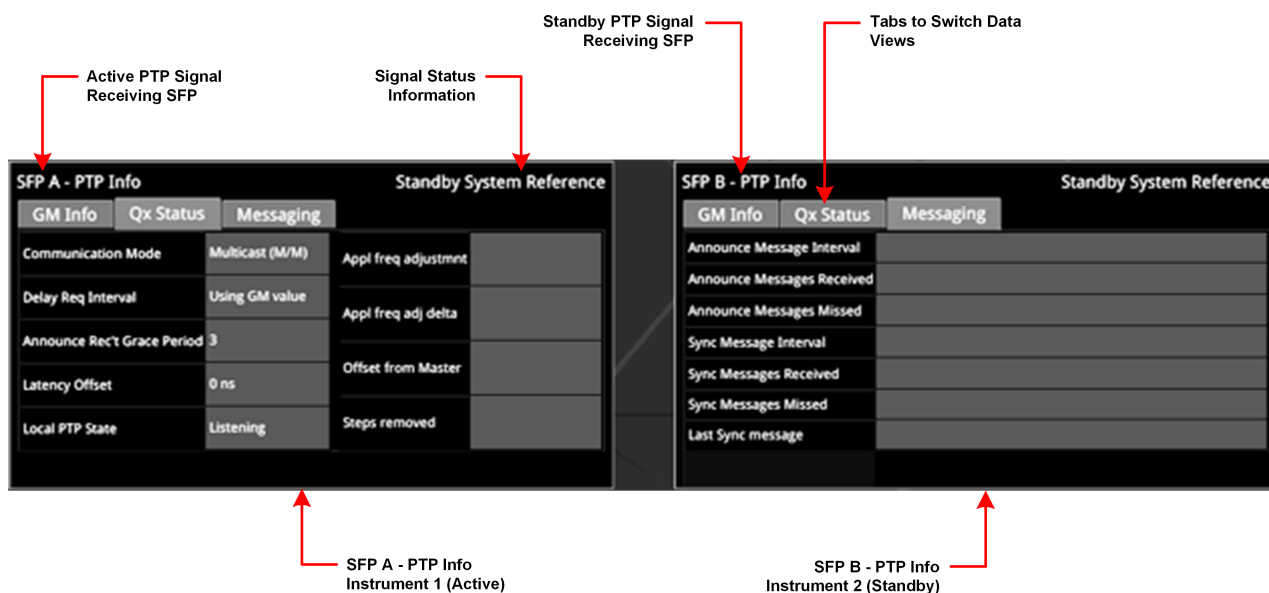 Standby PTP Signal
Receiving SFP
Tabs to Switch Data
Views
Active PTP Signal
Receiving SFP
Signal Status
Information
SFP A - PTP Info
Standby System Reference
GM Info
Qx Status
Messaging
Communication Mode
Multicast (M/M)
Delay Req Interval
Using GM value
Announce Rec't Grace Period
3
Latency Offset
0 ns
Local PTP State
Listening
Appl freq adjustmnt
Appl freq adj delta
Offset from Master
Steps removed
SFP B - PTP Info
Standby System Reference
GM Info
Qx Status
Messaging
Announce Message Interval
Announce Messages Received
Announce Messages Missed
Sync Message Interval
Sync Messages Received
Sync Messages Missed
Last Sync message
SFP A - PTP Info
Instrument 1 (Active)
SFP B - PTP Info
Instrument 2 (Standby)